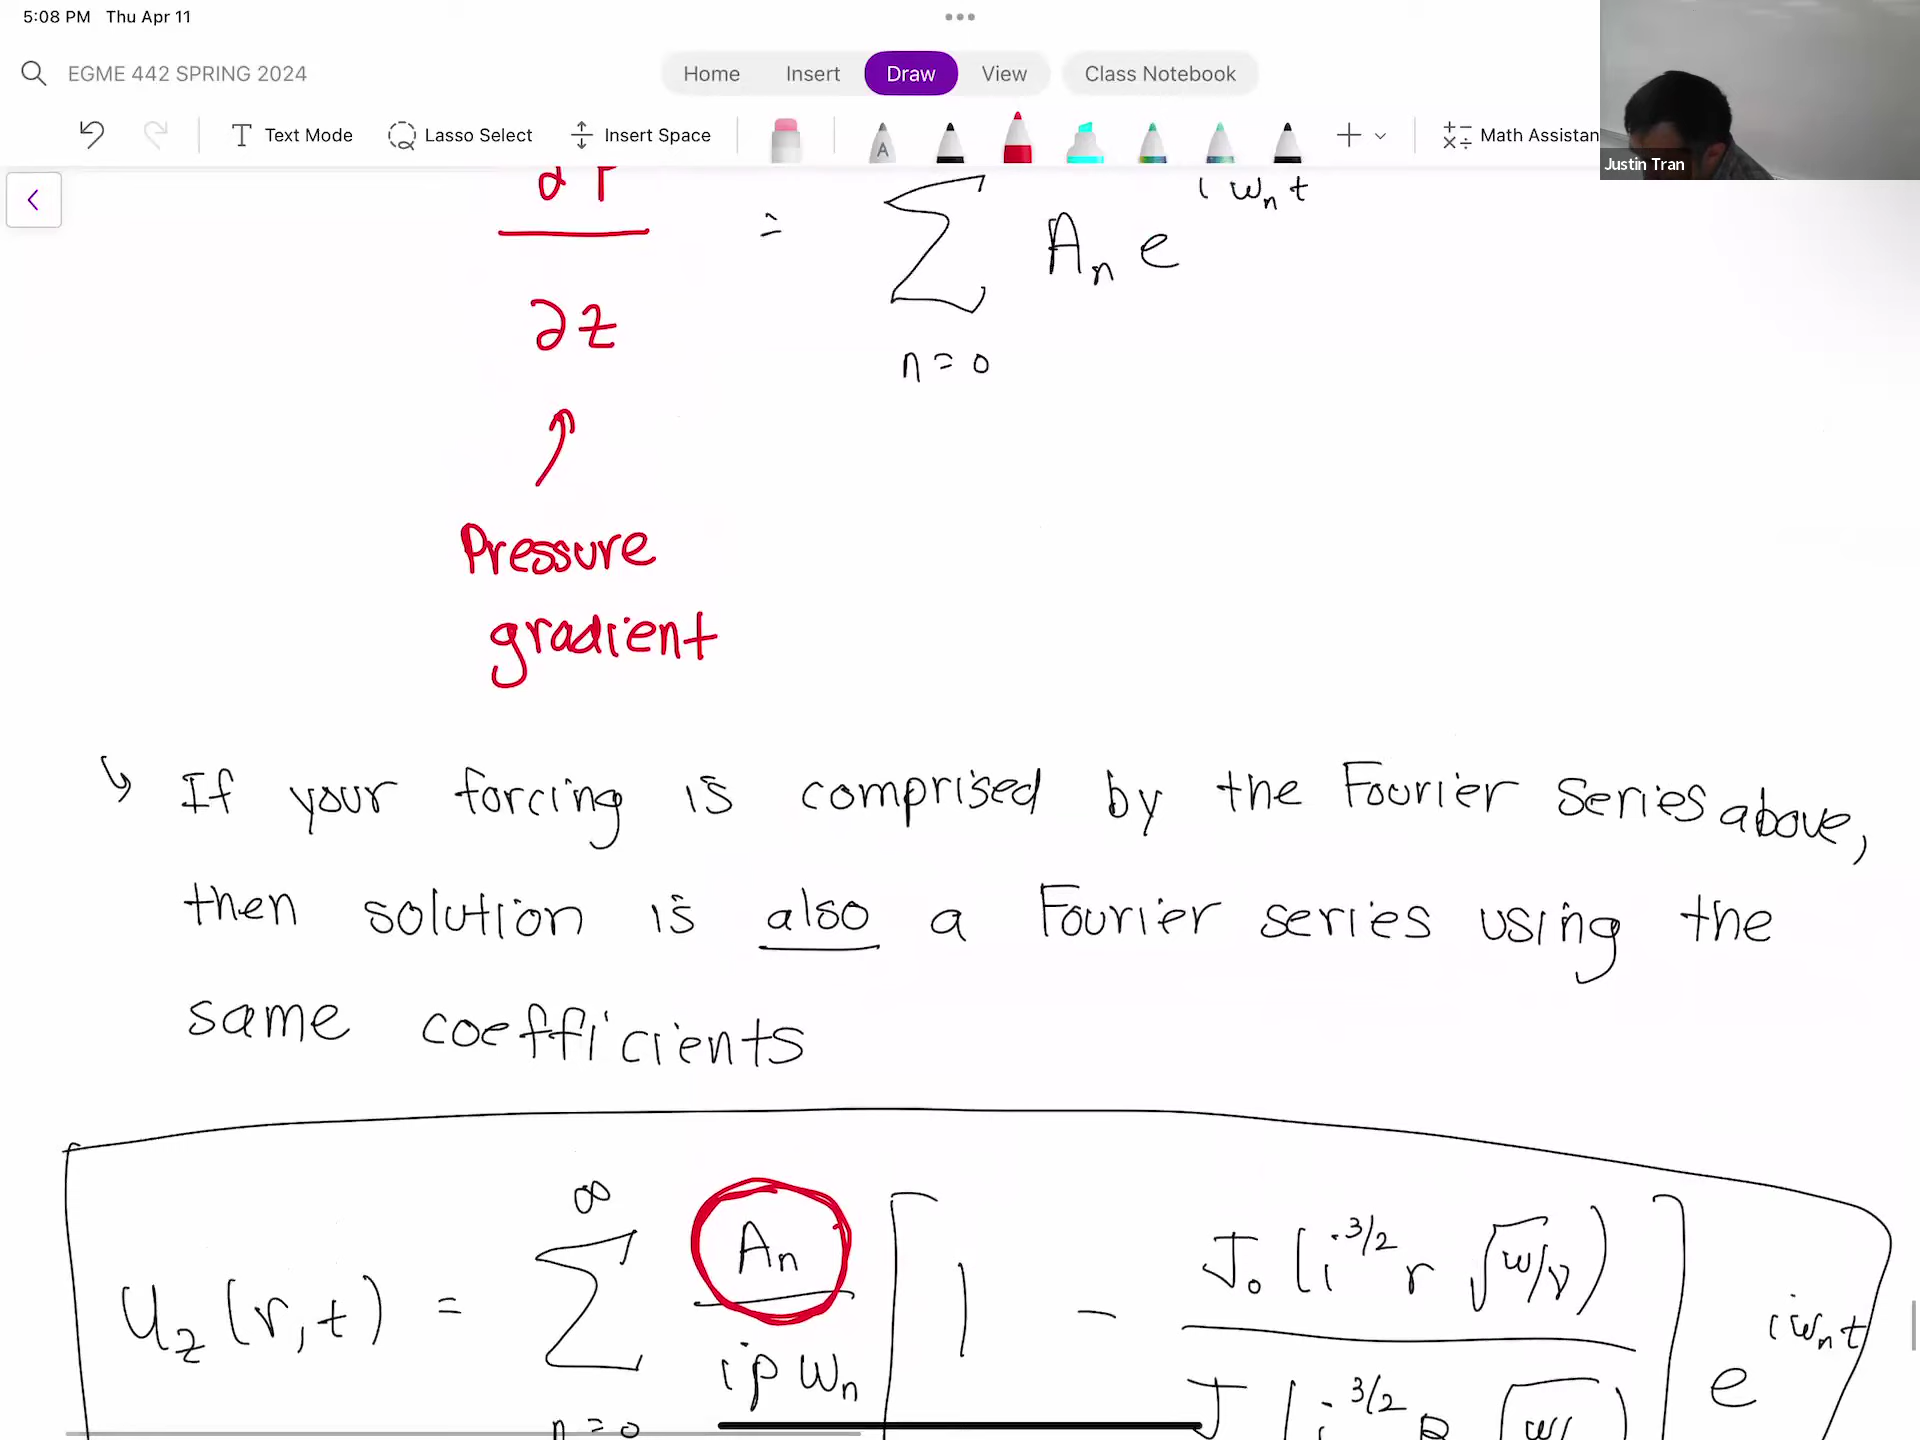 5:08 PM Thu Apr 11
EGME 442 SPRING 2024
Home Insert Draw View Class Notebook
Text Mode Lasso Select Insert Space Math Assistan
Justin Tran
∂P/∂z = Σ Aₙ e^(iωₙt)
n=0
Pressure
gradient
↳ If your forcing is comprised by the Fourier series above,
then solution is also a Fourier series using the
same coefficients
u_z(r,t) = Σ_(n=0)^∞ Aₙ/(iρωₙ) [1 - J₀(i^(3/2) r √(ω/ν)) / J (i^(3/2) R √(ω/ )] e^(iωₙt)